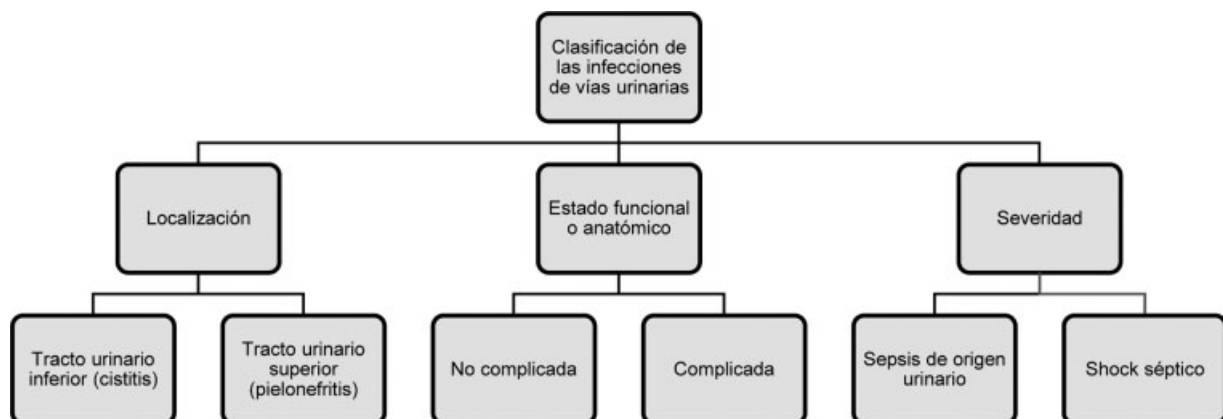 Clasificación de
las infecciones
de vías urinarias
Localización
Estado funcional
o anatómico
Severidad
Tracto urinario
inferior (cistitis)
Tracto urinario
superior
(pielonefritis)
No complicada
Complicada
Sepsis de origen
urinario
Shock séptico